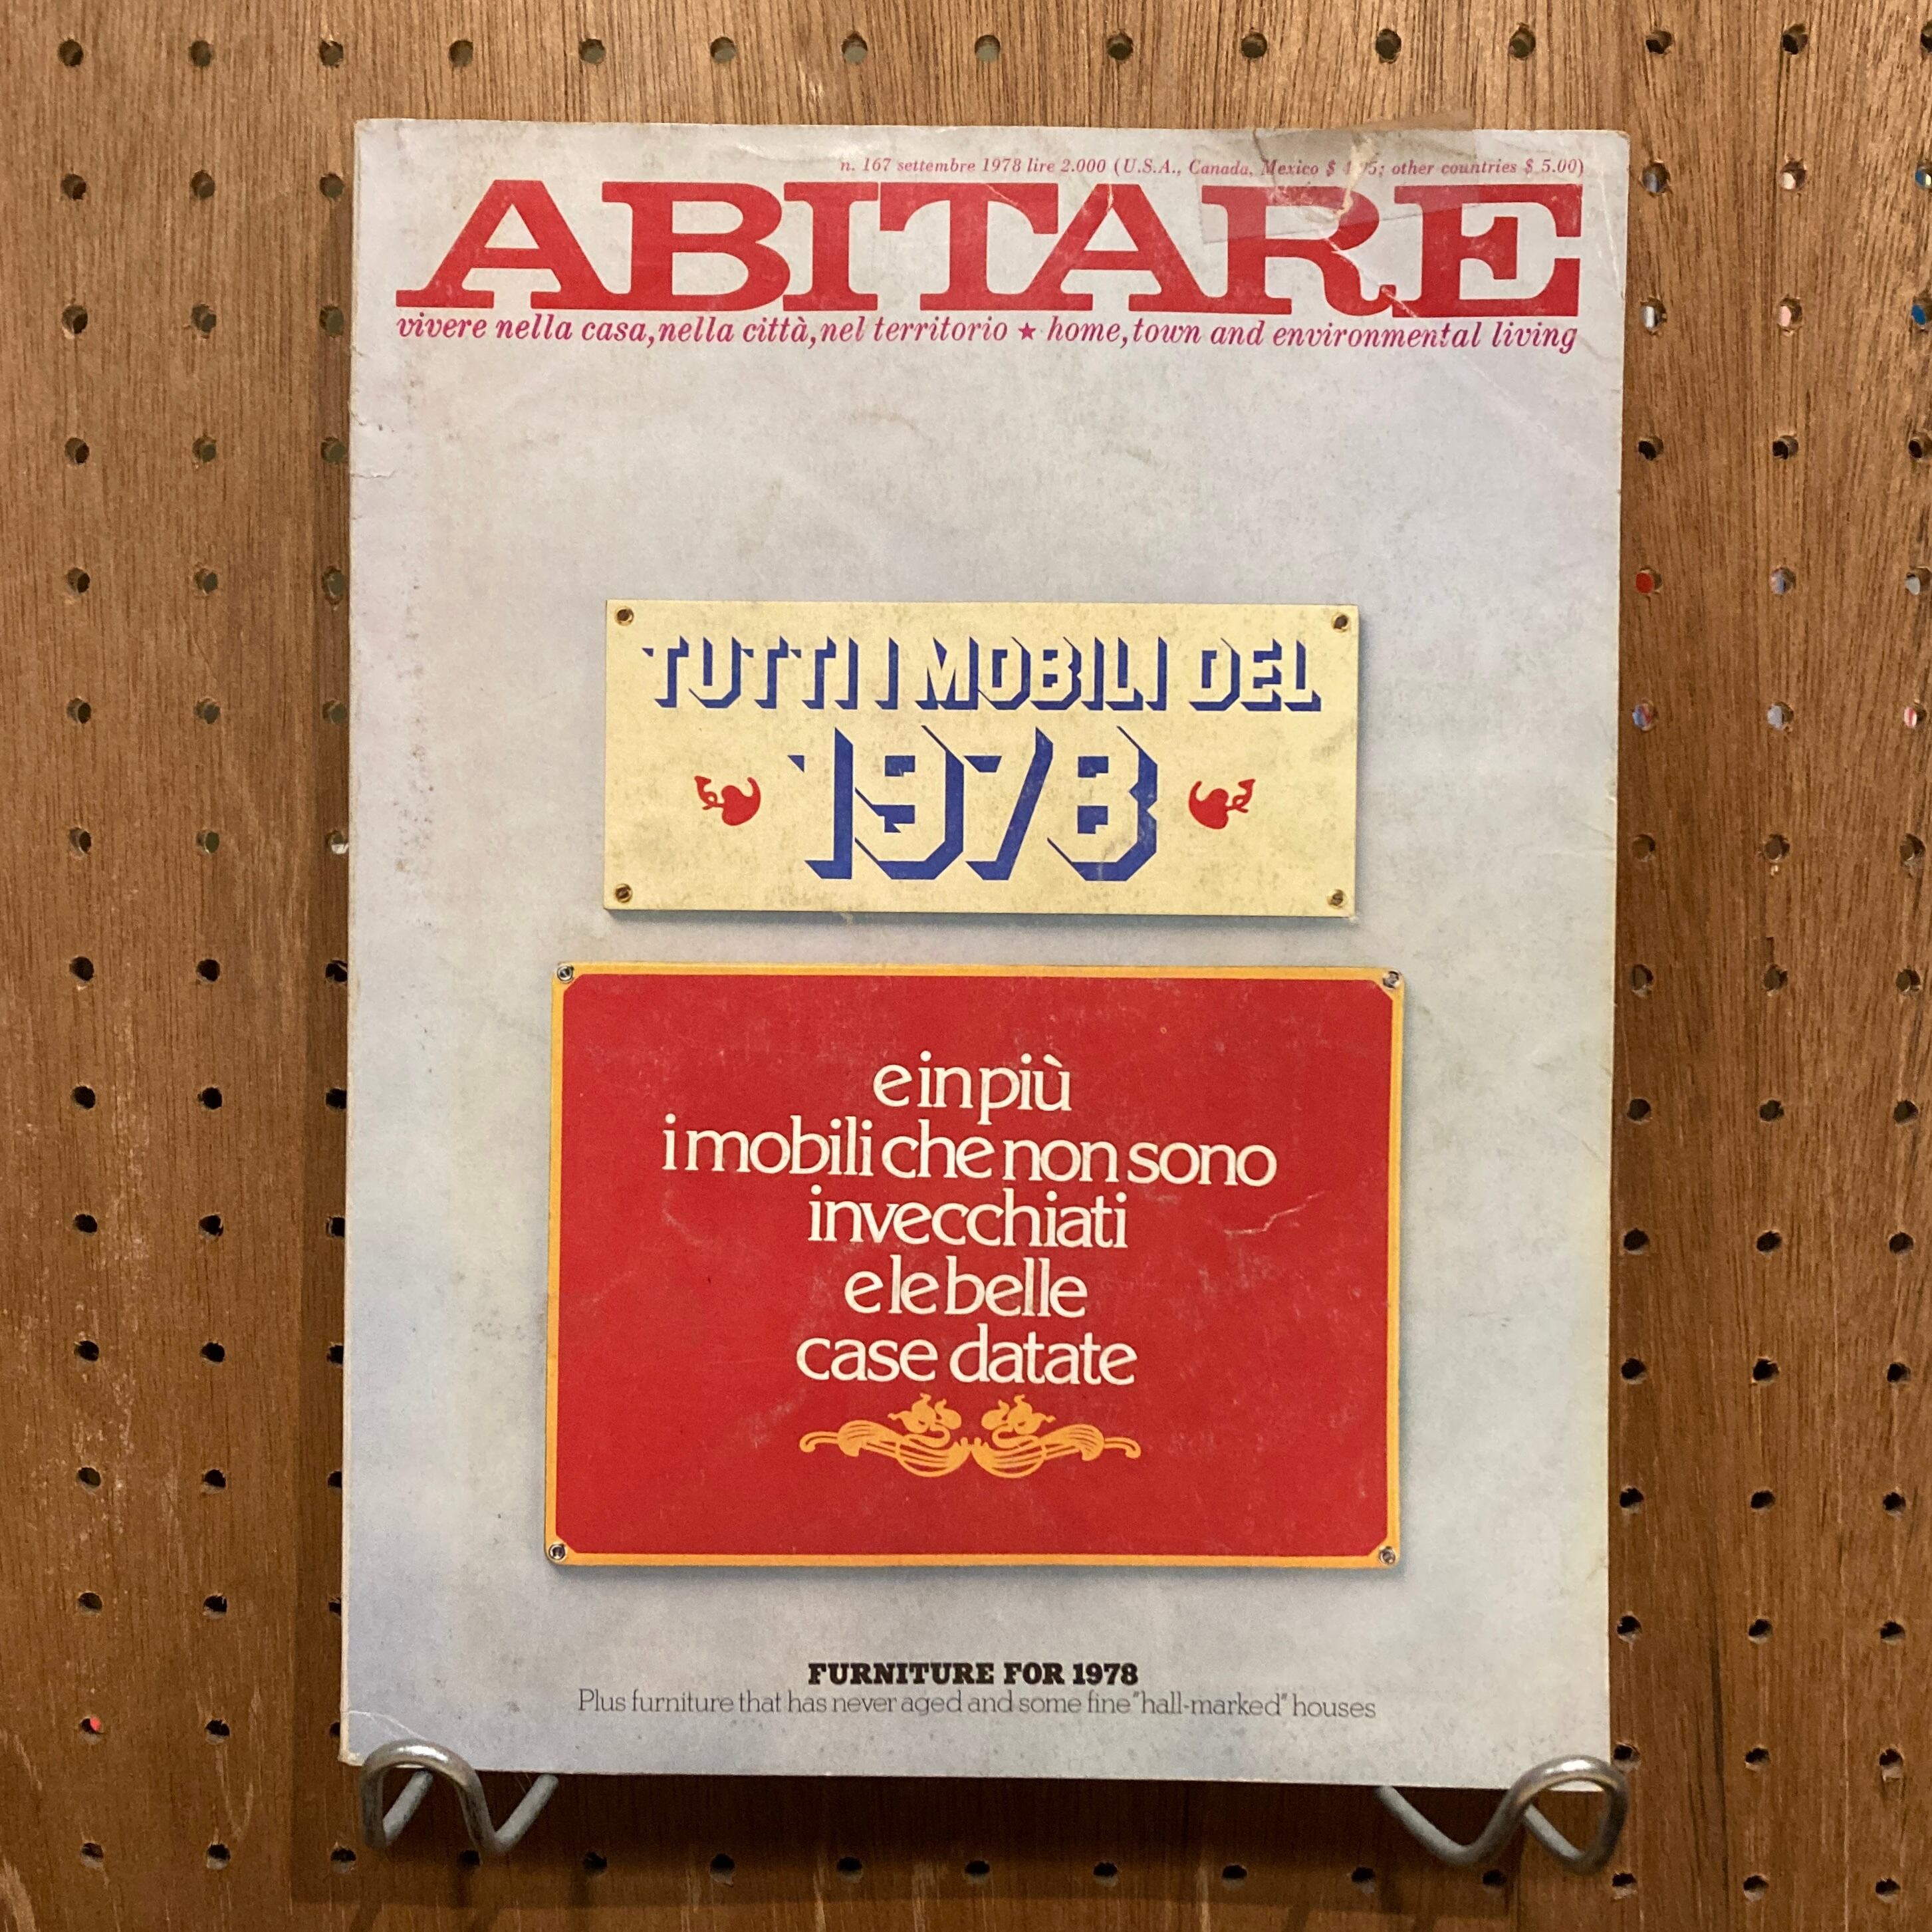 n. 167 settembre 1978 lire 2.000 (U.S.A., Canada, Mexico $ other countries $ 5.00)
ABITARE
vivere nella casa, nella città, nel territorio ★ home, town and environmental living
TUTTI I MOBILI DEL
1978
e in più
i mobili che non sono
invecchiati
e le belle
case datate
FURNITURE FOR 1978
Plus furniture that has never aged and some fine "hall-marked" houses